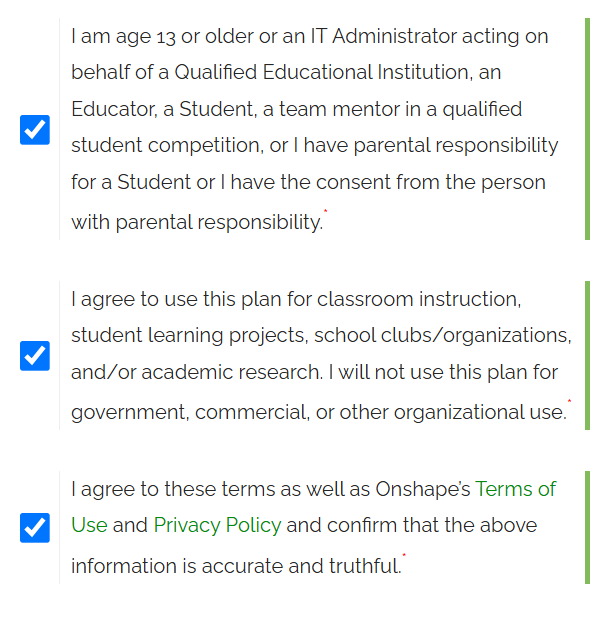 I am age 13 or older or an IT Administrator acting on
behalf of a Qualified Educational Institution, an
Educator, a Student, a team mentor in a qualified
student competition, or I have parental responsibility
for a Student or I have the consent from the person
with parental responsibility.*
I agree to use this plan for classroom instruction,
student learning projects, school clubs/organizations,
and/or academic research. I will not use this plan for
government, commercial, or other organizational use.*
I agree to these terms as well as Onshape's Terms of
Use and Privacy Policy and confirm that the above
information is accurate and truthful.*